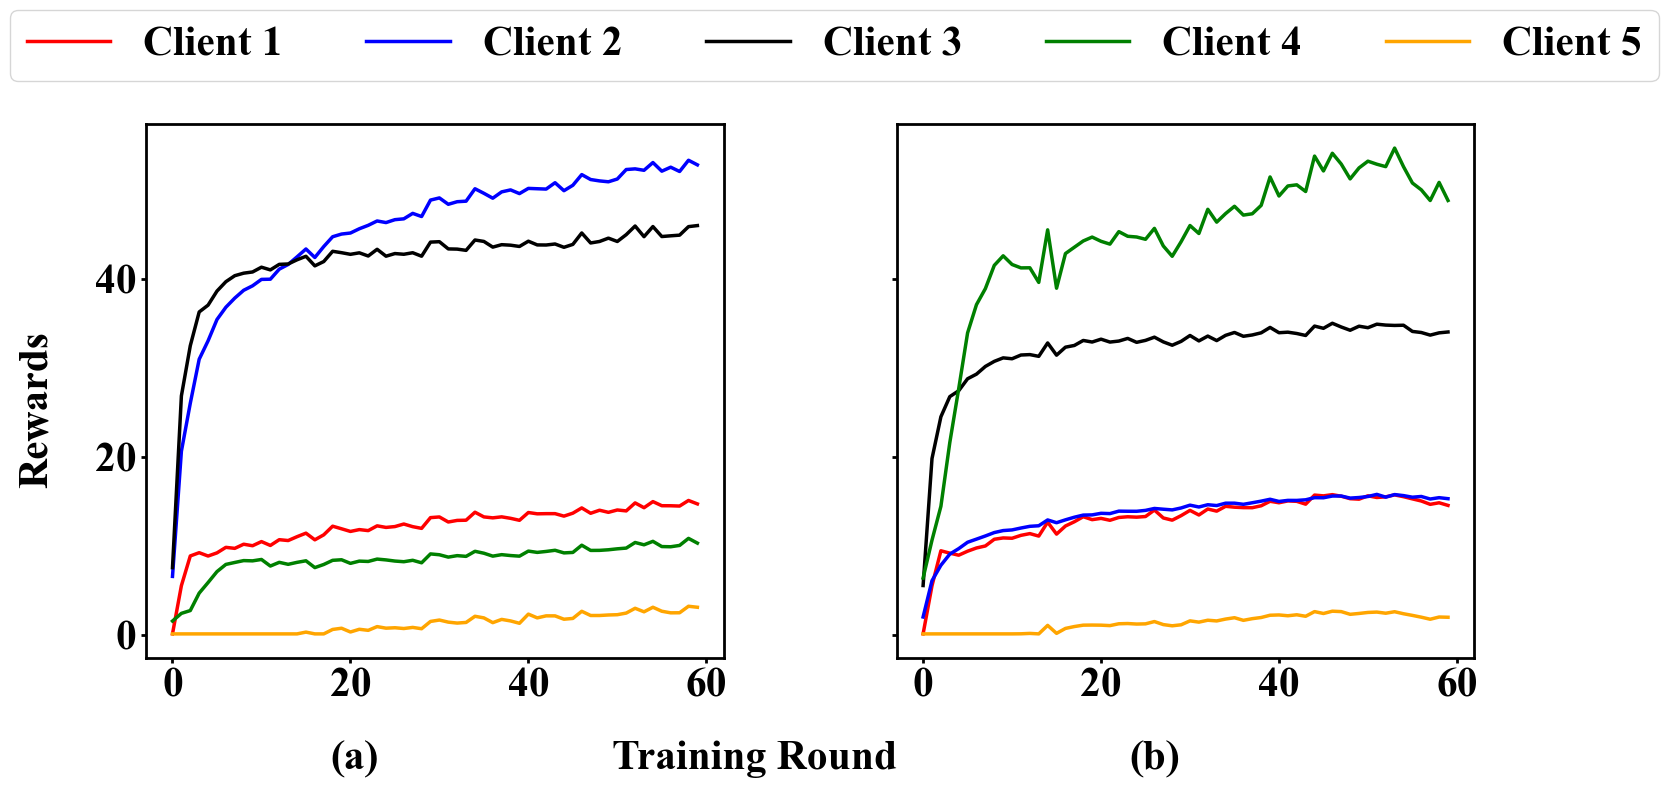 Client 1 Client 2 Client 3 Client 4 Client 5
Rewards
40
20
0
0 20 40 60
0 20 40 60
(a) Training Round (b)